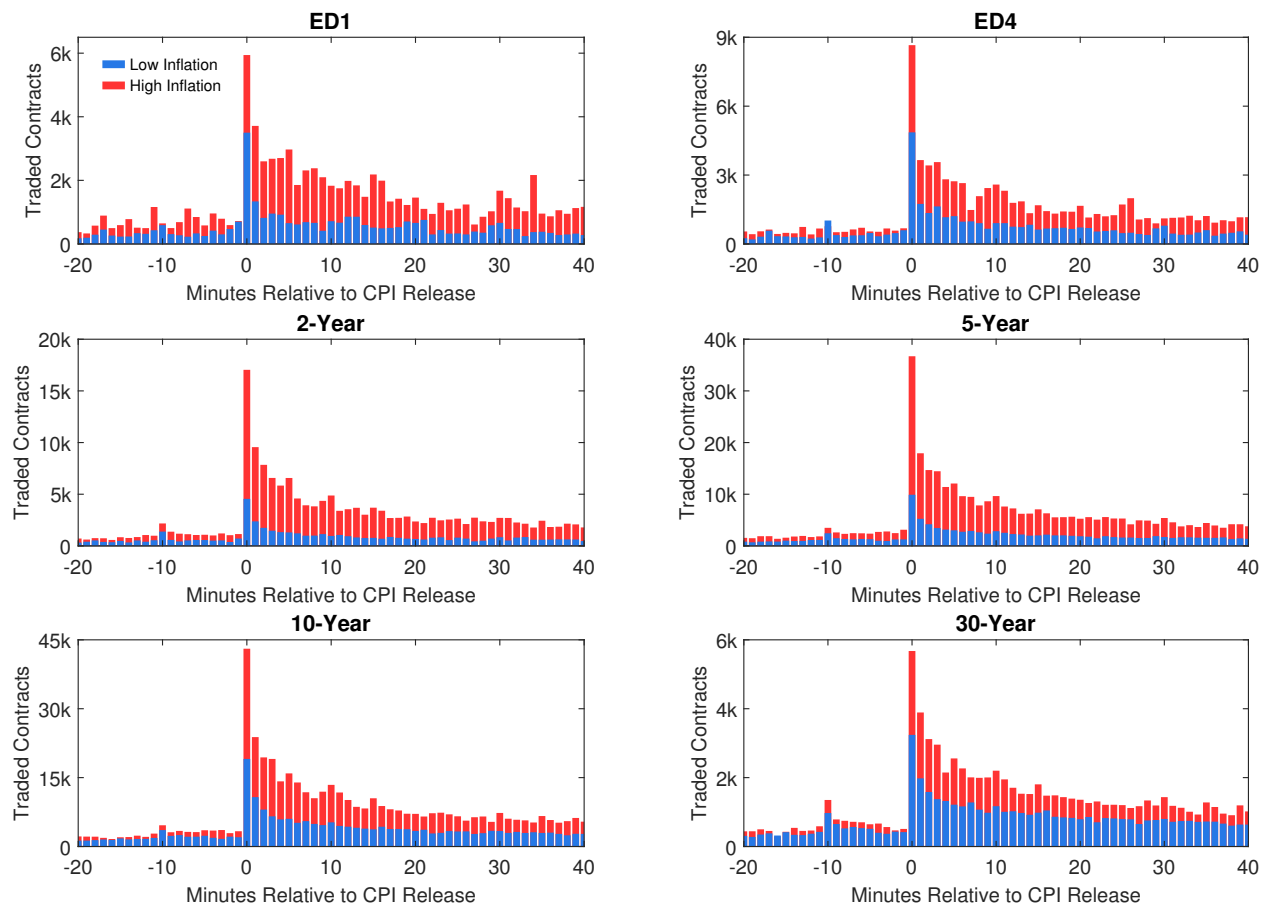 ED1
6k
4k
2k
0
Traded Contracts
Low Inflation
High Inflation
-20 -10 0 10 20 30 40
Minutes Relative to CPI Release
ED4
9k
6k
3k
0
Traded Contracts
-20 -10 0 10 20 30 40
Minutes Relative to CPI Release
2-Year
20k
15k
10k
5k
0
Traded Contracts
-20 -10 0 10 20 30 40
Minutes Relative to CPI Release
5-Year
40k
30k
20k
10k
0
Traded Contracts
-20 -10 0 10 20 30 40
Minutes Relative to CPI Release
10-Year
45k
30k
15k
0
Traded Contracts
-20 -10 0 10 20 30 40
Minutes Relative to CPI Release
30-Year
6k
4k
2k
0
Traded Contracts
-20 -10 0 10 20 30 40
Minutes Relative to CPI Release